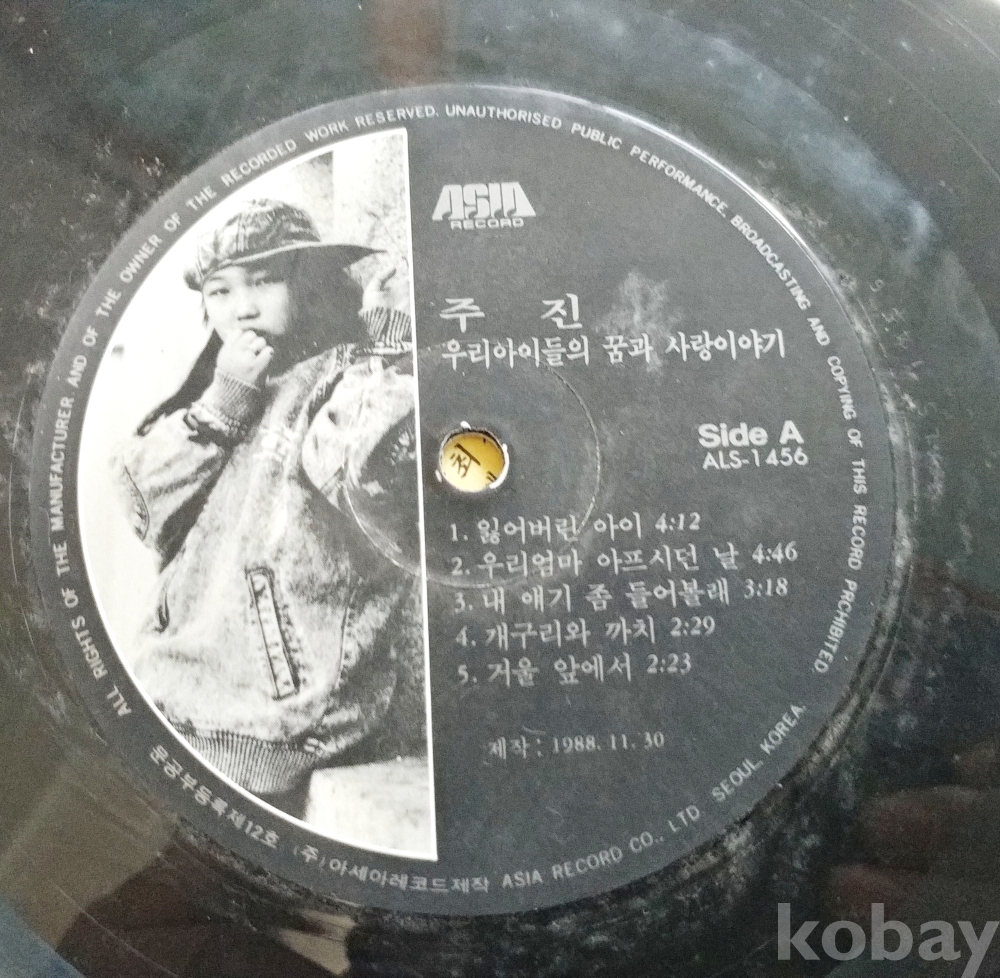 ALL RIGHTS OF THE MANUFACTURER AND OF THE OWNER OF THE RECORDED WORK RESERVED. UNAUTHORISED PUBLIC PERFORMANCE, BROADCASTING AND COPYING OF THIS RECORD PROHIBITED.
ASIA
RECORD
주 진
우리아이들의 꿈과 사랑이야기
Side A
ALS-1456
최
1. 잃어버린 아이 4:12
2. 우리엄마 아프시던 날 4:46
3. 내 얘기 좀 들어볼래 3:18
4. 개구리와 까치 2:29
5. 거울 앞에서 2:23
제작: 1988. 11. 30
문공부등록제12호 (주)아세아레코드제작 ASIA RECORD CO., LTD. SEOUL, KOREA.
kobay